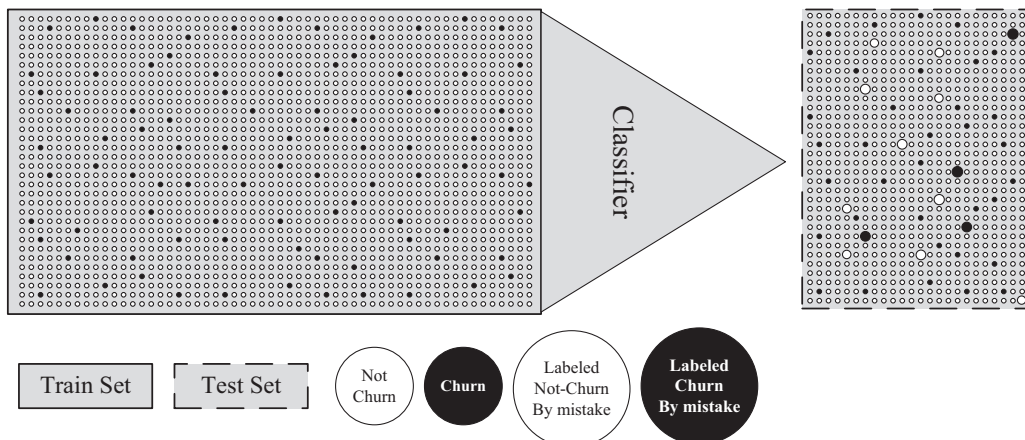 Classifier
Train Set
Test Set
Not
Churn
Churn
Labeled
Not-Churn
By mistake
Labeled
Churn
By mistake